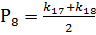 P₈ = (k₁₇+k₁₈)/2